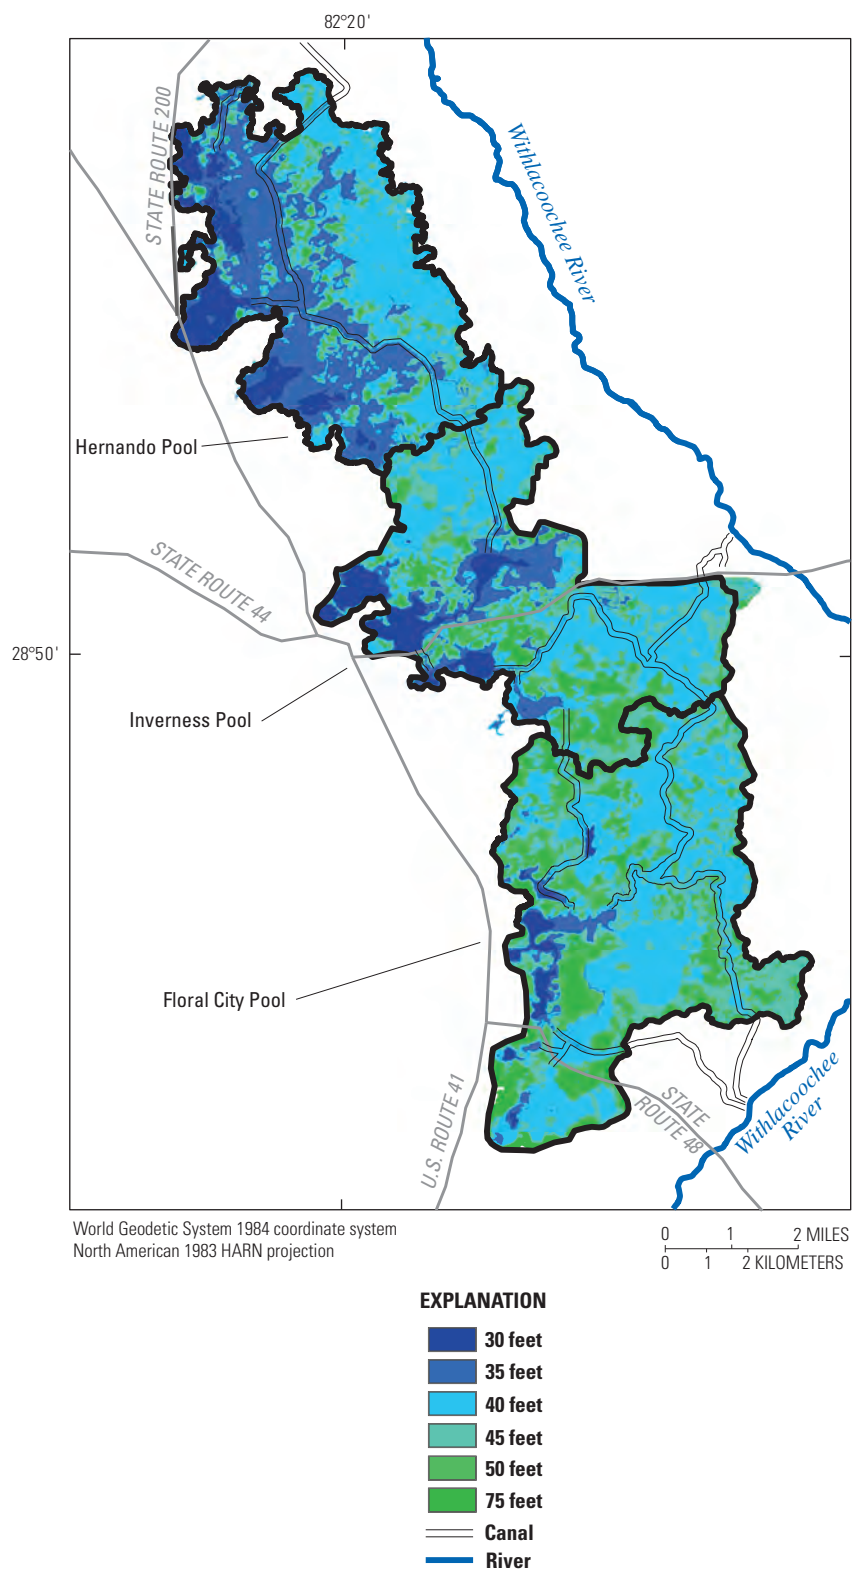 82°20'
STATE ROUTE 200
Withlacoochee River
Hernando Pool
STATE ROUTE 44
28°50'
Inverness Pool
Floral City Pool
U.S. ROUTE 41
STATE
ROUTE 48
Withlacoochee
River
World Geodetic System 1984 coordinate system
North American 1983 HARN projection
0 1 2 MILES
0 1 2 KILOMETERS
EXPLANATION
30 feet
35 feet
40 feet
45 feet
50 feet
75 feet
Canal
River